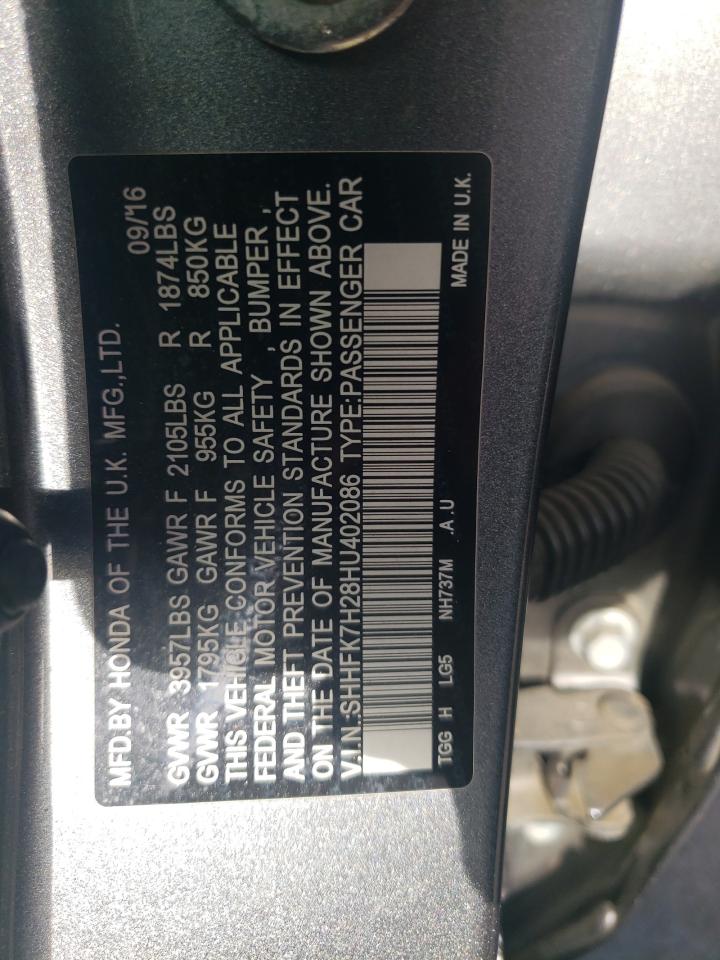 MFD.BY HONDA OF THE U.K. MFG.,LTD. 09/16
GVWR 3957LBS GAWR F 2105LBS R 1874LBS
GVWR 1795KG GAWR F 955KG R 850KG
THIS VEHICLE CONFORMS TO ALL APPLICABLE
FEDERAL MOTOR VEHICLE SAFETY , BUMPER ,
AND THEFT PREVENTION STANDARDS IN EFFECT
ON THE DATE OF MANUFACTURE SHOWN ABOVE.
V.I.N.:SHHFK7H28HU402086 TYPE:PASSENGER CAR
TGG H LG5 NH737M .A .U MADE IN U.K.